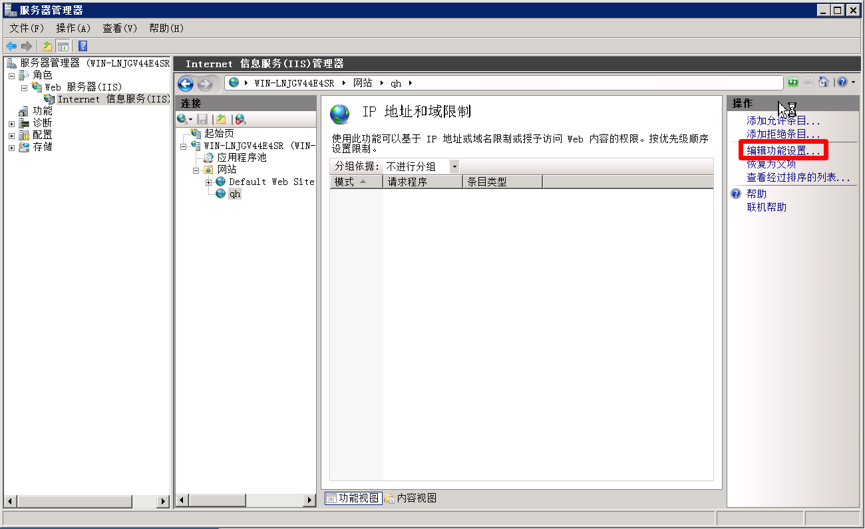 服务器管理器
文件(F) 操作(A) 查看(V) 帮助(H)
服务器管理器 (WIN-LNJGV44E4SR
角色
Web 服务器(IIS)
Internet 信息服务(IIS)
功能
诊断
配置
存储
Internet 信息服务(IIS)管理器
WIN-LNJGV44E4SR 网站 qh
连接
起始页
WIN-LNJGV44E4SR (WIN-
应用程序池
网站
Default Web Site
qh
IP 地址和域限制
使用此功能可以基于 IP 地址或域名限制或授予访问 Web 内容的权限。按优先级顺序
设置限制。
分组依据: 不进行分组
模式 请求程序 条目类型
功能视图 内容视图
操作
添加允许条目...
添加拒绝条目...
编辑功能设置...
恢复为父项
查看经过排序的列表...
帮助
联机帮助